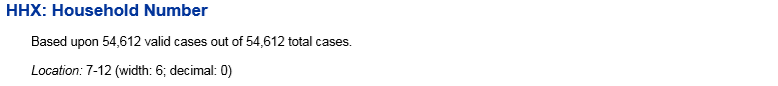 HHX: Household Number
Based upon 54,612 valid cases out of 54,612 total cases.
Location: 7-12 (width: 6; decimal: 0)